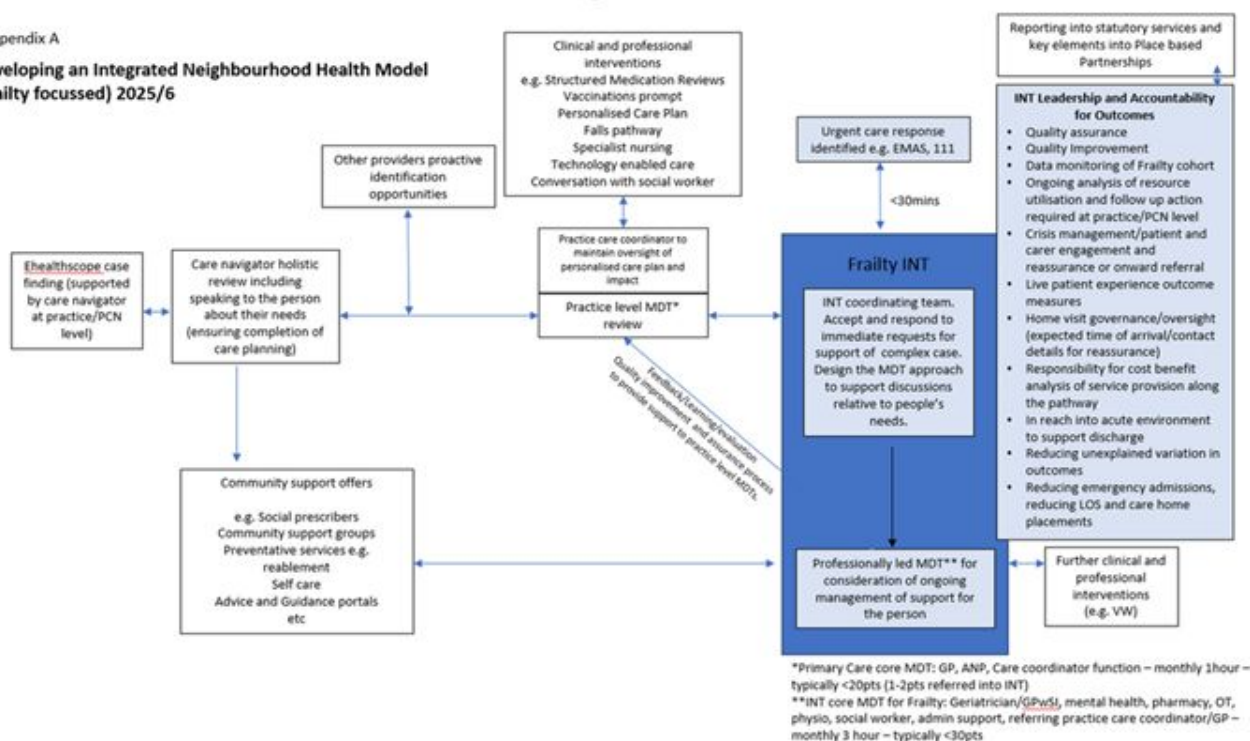 pendix A
veloping an Integrated Neighbourhood Health Model
ailty focussed) 2025/6
Ehealthscope case
finding (supported
by care navigator
at practice/PCN
level)
Care navigator holistic
review including
speaking to the person
about their needs
(ensuring completion of
care planning)
Other providers proactive
identification
opportunities
Clinical and professional
interventions
e.g. Structured Medication Reviews
Vaccinations prompt
Personalised Care Plan
Falls pathway
Specialist nursing
Technology enabled care
Conversation with social worker
Practice care coordinator to
maintain oversight of
personalised care plan and
impact
Practice level MDT*
review
Feedback/Learning/evaluation
Quality improvement and assurance process
to provide support to practice level MDTs.
Community support offers
e.g. Social prescribers
Community support groups
Preventative services e.g.
reablement
Self care
Advice and Guidance portals
etc
Urgent care response
identified e.g. EMAS, 111
<30mins
Frailty INT
INT coordinating team.
Accept and respond to
immediate requests for
support of complex case.
Design the MDT approach
to support discussions
relative to people's
needs.
Professionally led MDT** for
consideration of ongoing
management of support for
the person
Reporting into statutory services and
key elements into Place based
Partnerships
INT Leadership and Accountability
for Outcomes
• Quality assurance
• Quality Improvement
• Data monitoring of Frailty cohort
• Ongoing analysis of resource
utilisation and follow up action
required at practice/PCN level
• Crisis management/patient and
carer engagement and
reassurance or onward referral
• Live patient experience outcome
measures
• Home visit governance/oversight
(expected time of arrival/contact
details for reassurance)
• Responsibility for cost benefit
analysis of service provision along
the pathway
• In reach into acute environment
to support discharge
• Reducing unexplained variation in
outcomes
• Reducing emergency admissions,
reducing LOS and care home
placements
Further clinical and
professional
interventions
(e.g. VW)
*Primary Care core MDT: GP, ANP, Care coordinator function – monthly 1hour –
typically <20pts (1-2pts referred into INT)
**INT core MDT for Frailty: Geriatrician/GPwSI, mental health, pharmacy, OT,
physio, social worker, admin support, referring practice care coordinator/GP –
monthly 3 hour – typically <30pts